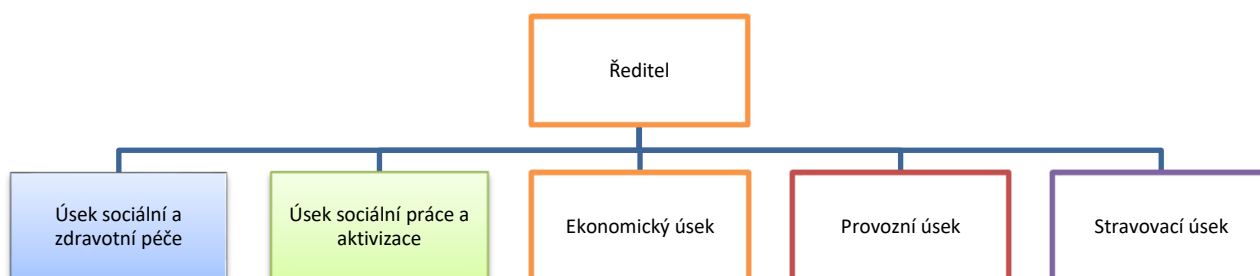 Ředitel
Úsek sociální a
zdravotní péče
Úsek sociální práce a
aktivizace
Ekonomický úsek
Provozní úsek
Stravovací úsek